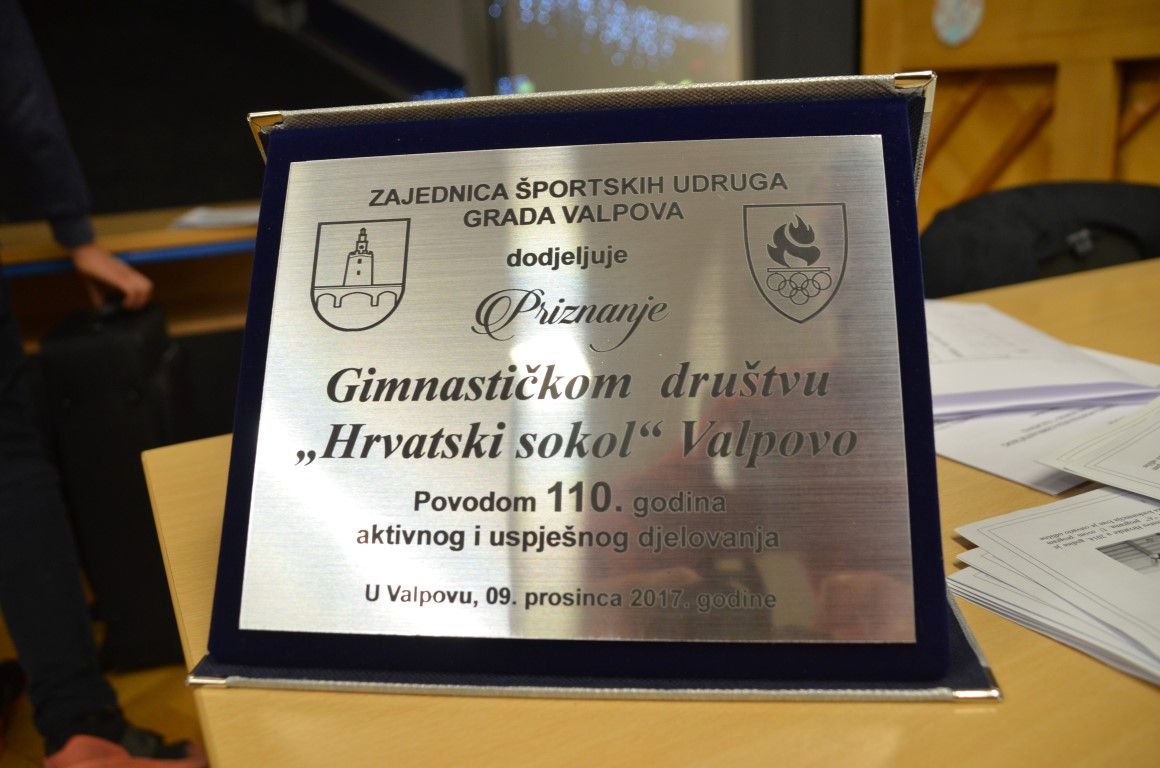 ZAJEDNICA ŠPORTSKIH UDRUGA
GRADA VALPOVA
dodjeljuje
Priznanje
Gimnastičkom društvu
„Hrvatski sokol“ Valpovo
Povodom 110. godina
aktivnog i uspješnog djelovanja
U Valpovu, 09. prosinca 2017. godine